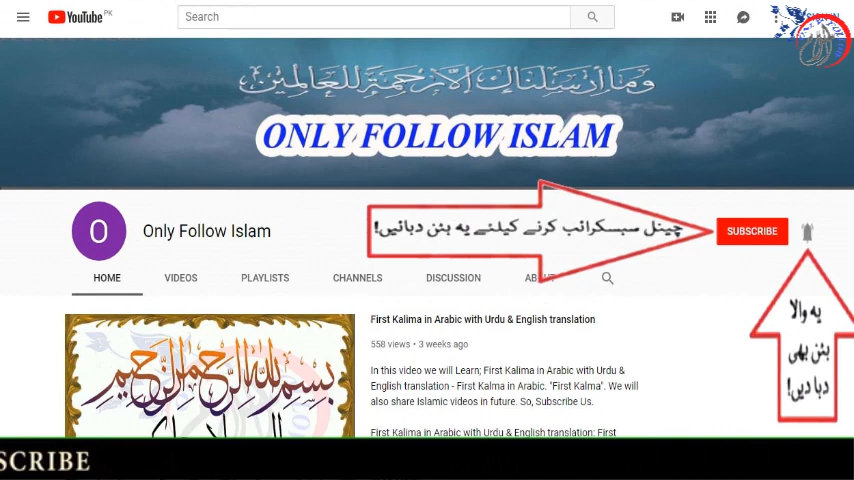 YouTube PK
Search
وما أرسلناك إلا رحمة للعالمين
ONLY FOLLOW ISLAM
O
Only Follow Islam
چینل سبسکرائب کرنے کیلئے یہ بٹن دبائیں!
SUBSCRIBE
HOME
VIDEOS
PLAYLISTS
CHANNELS
DISCUSSION
یہ والا
بٹن بھی
دبا دیں!
First Kalima in Arabic with Urdu & English translation
558 views • 3 weeks ago
In this video we will Learn; First Kalima in Arabic with Urdu &
English translation - First Kalma in Arabic. "First Kalma". We will
also share Islamic videos in future. So, Subscribe Us.
First Kalima in Arabic with Urdu & English translation: First
بسم الله الرحمن الرحيم
SCRIBE